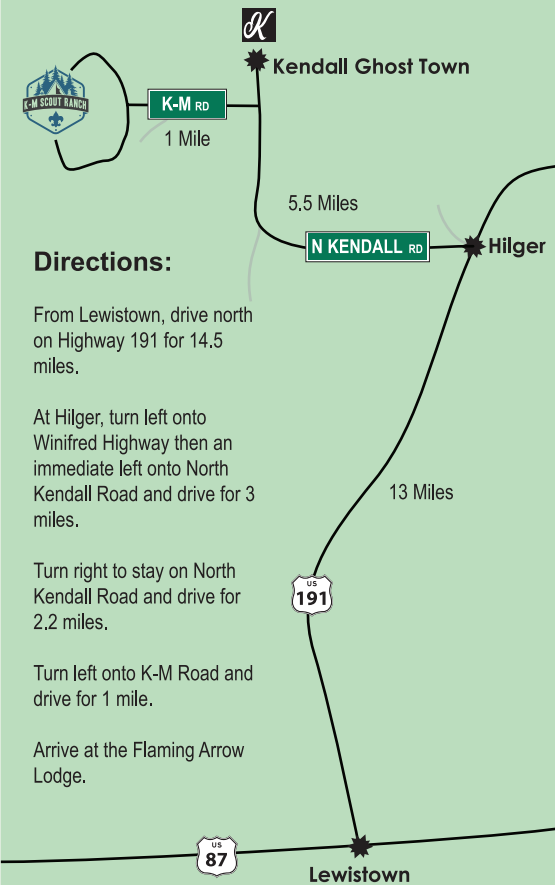 K
Kendall Ghost Town
K-M SCOUT RANCH
K-M RD
1 Mile
5.5 Miles
N KENDALL RD
Hilger
Directions:
From Lewistown, drive north
on Highway 191 for 14.5
miles.
At Hilger, turn left onto
Winifred Highway then an
immediate left onto North
Kendall Road and drive for 3
miles.
Turn right to stay on North
Kendall Road and drive for
2.2 miles.
Turn left onto K-M Road and
drive for 1 mile.
Arrive at the Flaming Arrow
Lodge.
13 Miles
US
191
US
87
Lewistown